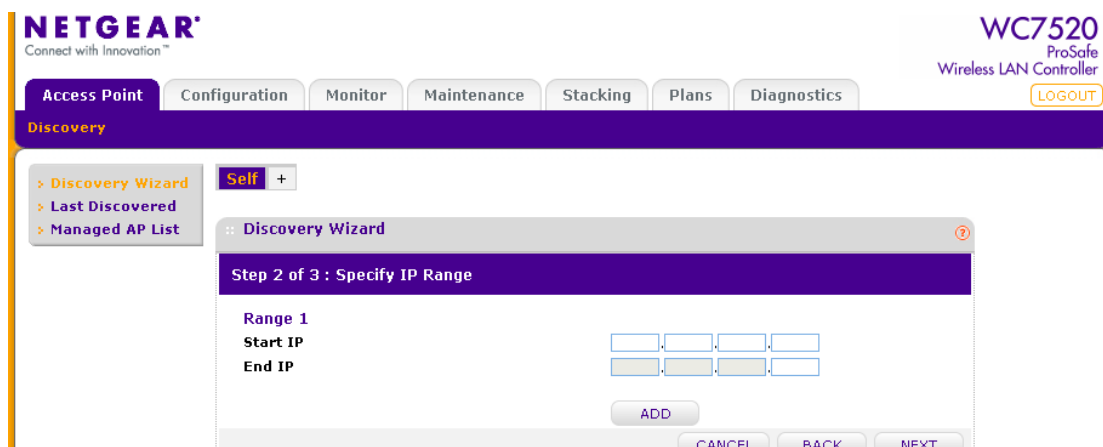 NETGEAR®
Connect with Innovation™
WC7520
ProSafe
Wireless LAN Controller
Access Point
Configuration
Monitor
Maintenance
Stacking
Plans
Diagnostics
LOGOUT
Discovery
Discovery Wizard
Last Discovered
Managed AP List
Self +
Discovery Wizard
?
Step 2 of 3 : Specify IP Range
Range 1
Start IP . . .
End IP . . .
ADD
CANCEL BACK NEXT